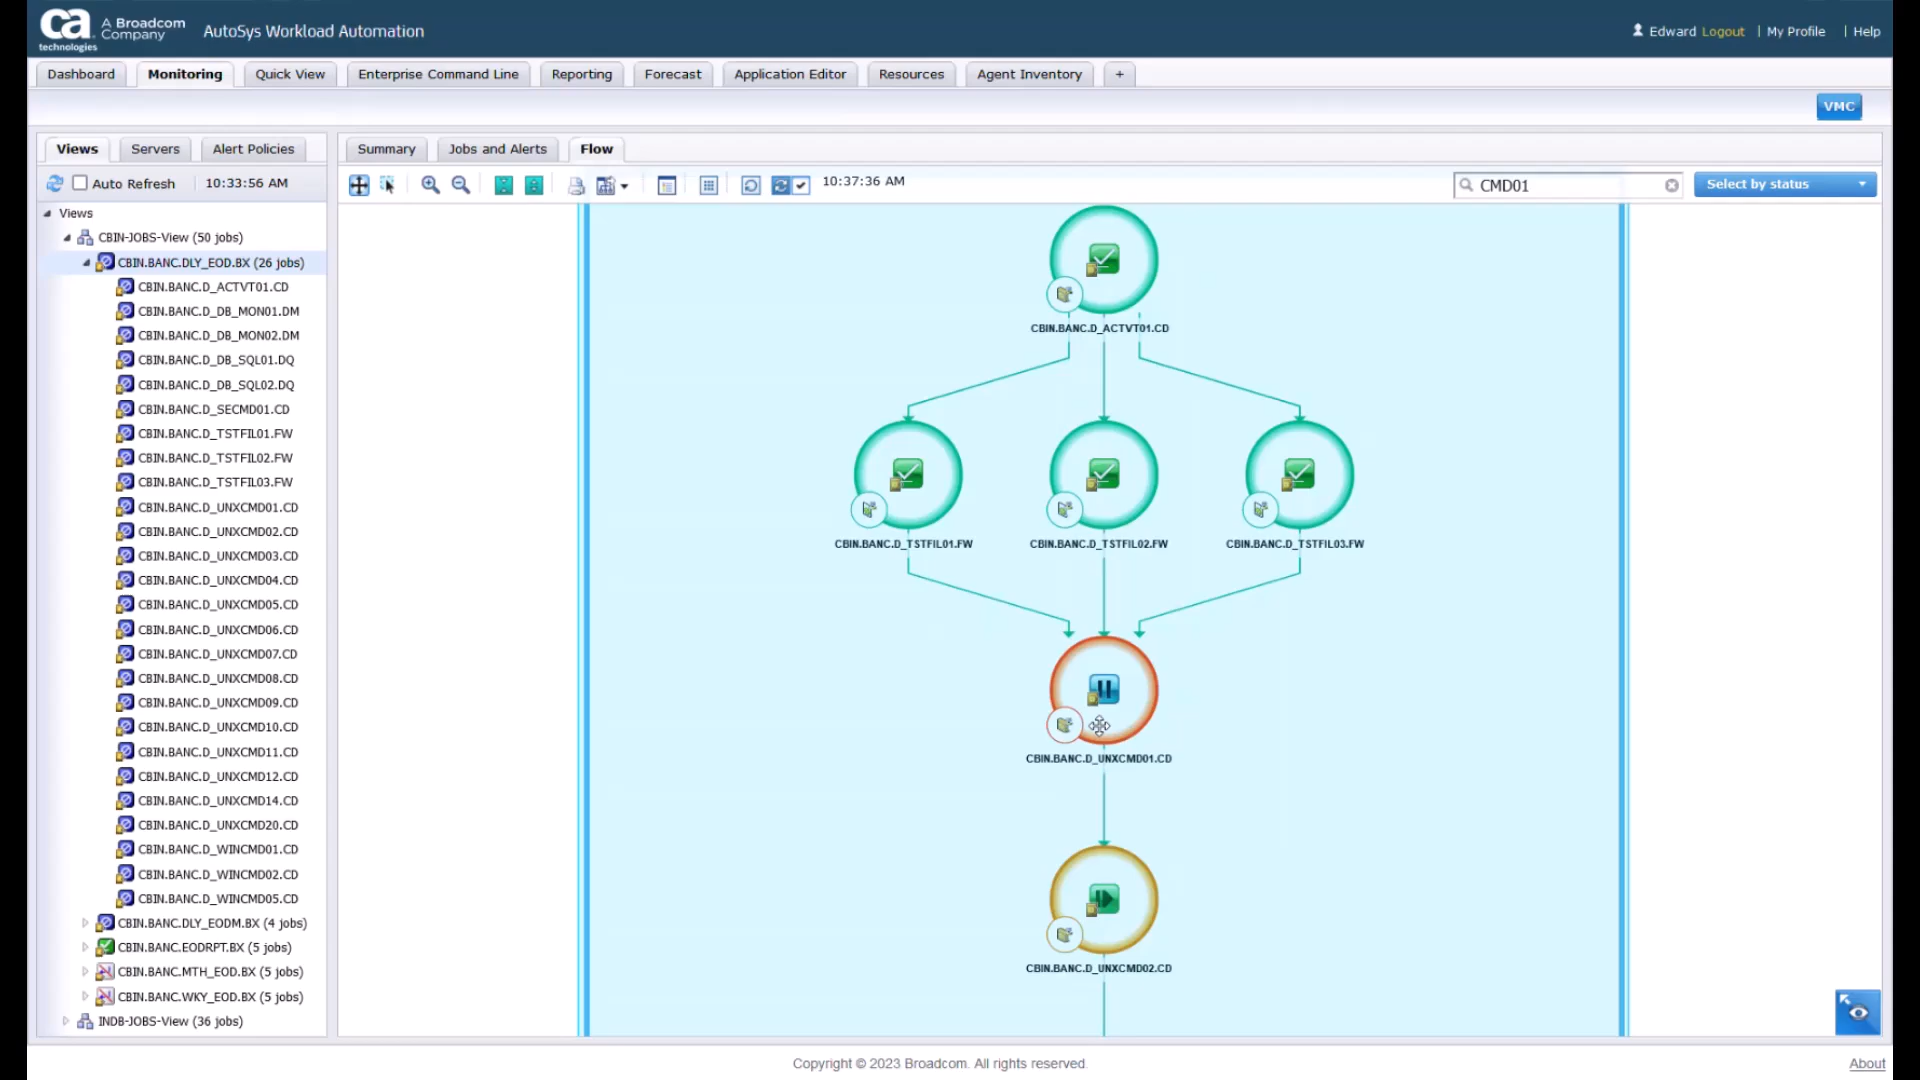 ca technologies
A Broadcom Company
AutoSys Workload Automation
Edward Logout | My Profile | Help
Dashboard Monitoring Quick View Enterprise Command Line Reporting Forecast Application Editor Resources Agent Inventory +
VMC
Views Servers Alert Policies
Summary Jobs and Alerts Flow
Auto Refresh 10:33:56 AM
10:37:36 AM
CMD01
Select by status
Views
CBIN-JOBS-View (50 jobs)
CBIN.BANC.DLY_EOD.BX (26 jobs)
CBIN.BANC.D_ACTVT01.CD
CBIN.BANC.D_DB_MON01.DM
CBIN.BANC.D_DB_MON02.DM
CBIN.BANC.D_DB_SQL01.DQ
CBIN.BANC.D_DB_SQL02.DQ
CBIN.BANC.D_SECMD01.CD
CBIN.BANC.D_TSTFIL01.FW
CBIN.BANC.D_TSTFIL02.FW
CBIN.BANC.D_TSTFIL03.FW
CBIN.BANC.D_UNXCMD01.CD
CBIN.BANC.D_UNXCMD02.CD
CBIN.BANC.D_UNXCMD03.CD
CBIN.BANC.D_UNXCMD04.CD
CBIN.BANC.D_UNXCMD05.CD
CBIN.BANC.D_UNXCMD06.CD
CBIN.BANC.D_UNXCMD07.CD
CBIN.BANC.D_UNXCMD08.CD
CBIN.BANC.D_UNXCMD09.CD
CBIN.BANC.D_UNXCMD10.CD
CBIN.BANC.D_UNXCMD11.CD
CBIN.BANC.D_UNXCMD12.CD
CBIN.BANC.D_UNXCMD14.CD
CBIN.BANC.D_UNXCMD20.CD
CBIN.BANC.D_WINCMD01.CD
CBIN.BANC.D_WINCMD02.CD
CBIN.BANC.D_WINCMD05.CD
CBIN.BANC.DLY_EODM.BX (4 jobs)
CBIN.BANC.EODRPT.BX (5 jobs)
CBIN.BANC.MTH_EOD.BX (5 jobs)
CBIN.BANC.WKY_EOD.BX (5 jobs)
INDB-JOBS-View (36 jobs)
CBIN.BANC.D_ACTVT01.CD
CBIN.BANC.D_TSTFIL01.FW
CBIN.BANC.D_TSTFIL02.FW
CBIN.BANC.D_TSTFIL03.FW
CBIN.BANC.D_UNXCMD01.CD
CBIN.BANC.D_UNXCMD02.CD
Copyright © 2023 Broadcom. All rights reserved.
About